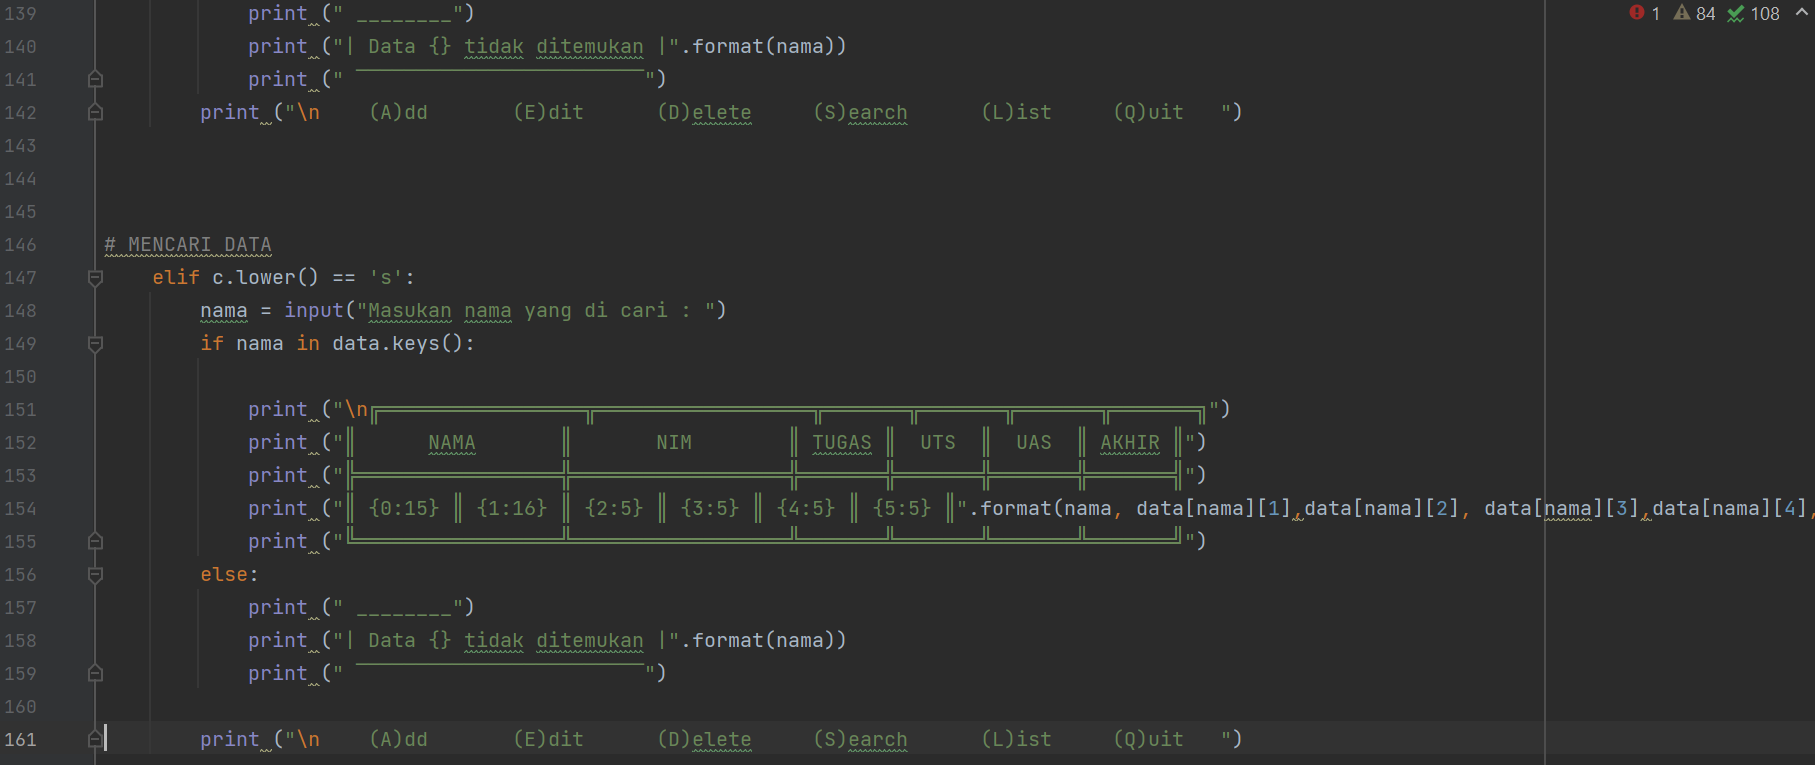 1 84 108
139 print (" ________")
140 print ("| Data {} tidak ditemukan |".format(nama))
141 print (" ‾‾‾‾‾‾‾‾‾‾‾‾‾‾‾‾‾‾‾‾‾‾‾‾")
142 print ("\n    (A)dd       (E)dit      (D)elete     (S)earch      (L)ist     (Q)uit   ")
143
144
145
146 # MENCARI DATA
147 elif c.lower() == 's':
148 nama = input("Masukan nama yang di cari : ")
149 if nama in data.keys():
150
151 print ("\n╔═════════════════╦══════════════════╦═══════╦═══════╦═══════╦═══════╗")
152 print ("║      NAMA       ║       NIM        ║ TUGAS ║  UTS  ║  UAS  ║ AKHIR ║")
153 print ("╠═════════════════╬══════════════════╬═══════╬═══════╬═══════╬═══════╣")
154 print ("║ {0:15} ║ {1:16} ║ {2:5} ║ {3:5} ║ {4:5} ║ {5:5} ║".format(nama, data[nama][1],data[nama][2], data[nama][3],data[nama][4],
155 print ("╚═════════════════╩══════════════════╩═══════╩═══════╩═══════╩═══════╝")
156 else:
157 print (" ________")
158 print ("| Data {} tidak ditemukan |".format(nama))
159 print (" ‾‾‾‾‾‾‾‾‾‾‾‾‾‾‾‾‾‾‾‾‾‾‾‾")
160
161 print ("\n    (A)dd       (E)dit      (D)elete     (S)earch      (L)ist     (Q)uit   ")